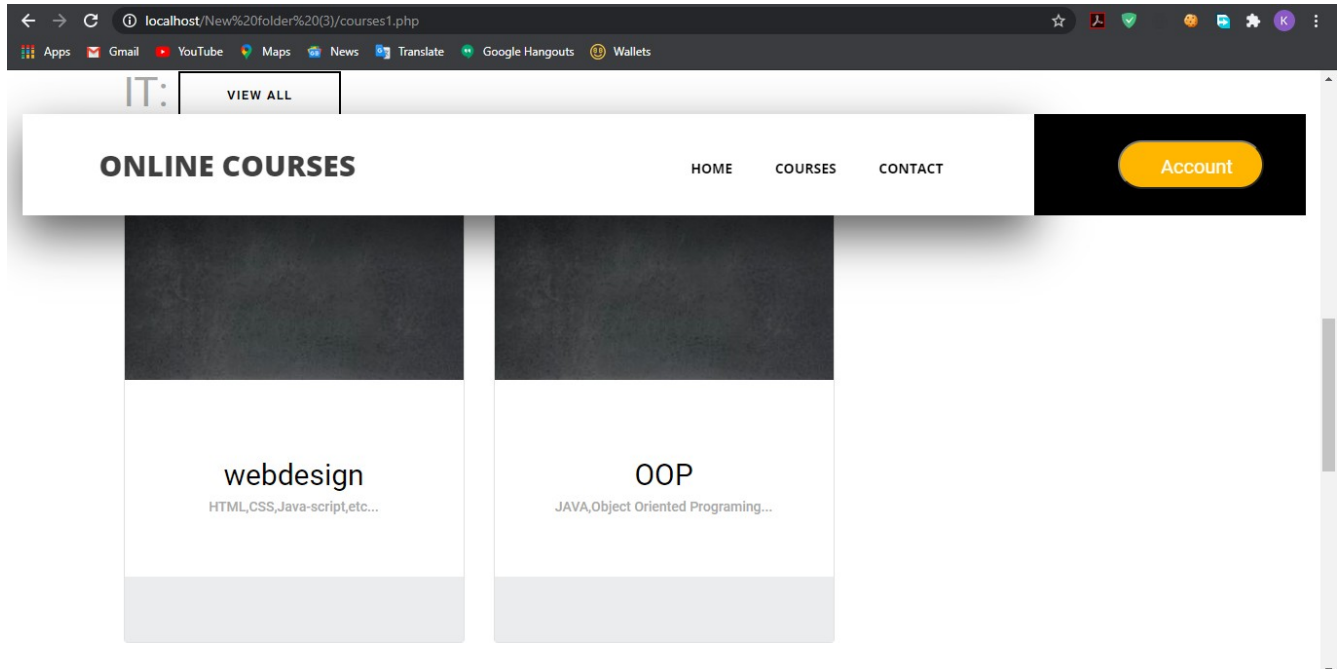 localhost/New%20folder%20(3)/courses1.php
K
Apps Gmail YouTube Maps News Translate Google Hangouts Wallets
IT: VIEW ALL
ONLINE COURSES HOME COURSES CONTACT Account
webdesign OOP
HTML,CSS,Java-script,etc... JAVA,Object Oriented Programing...